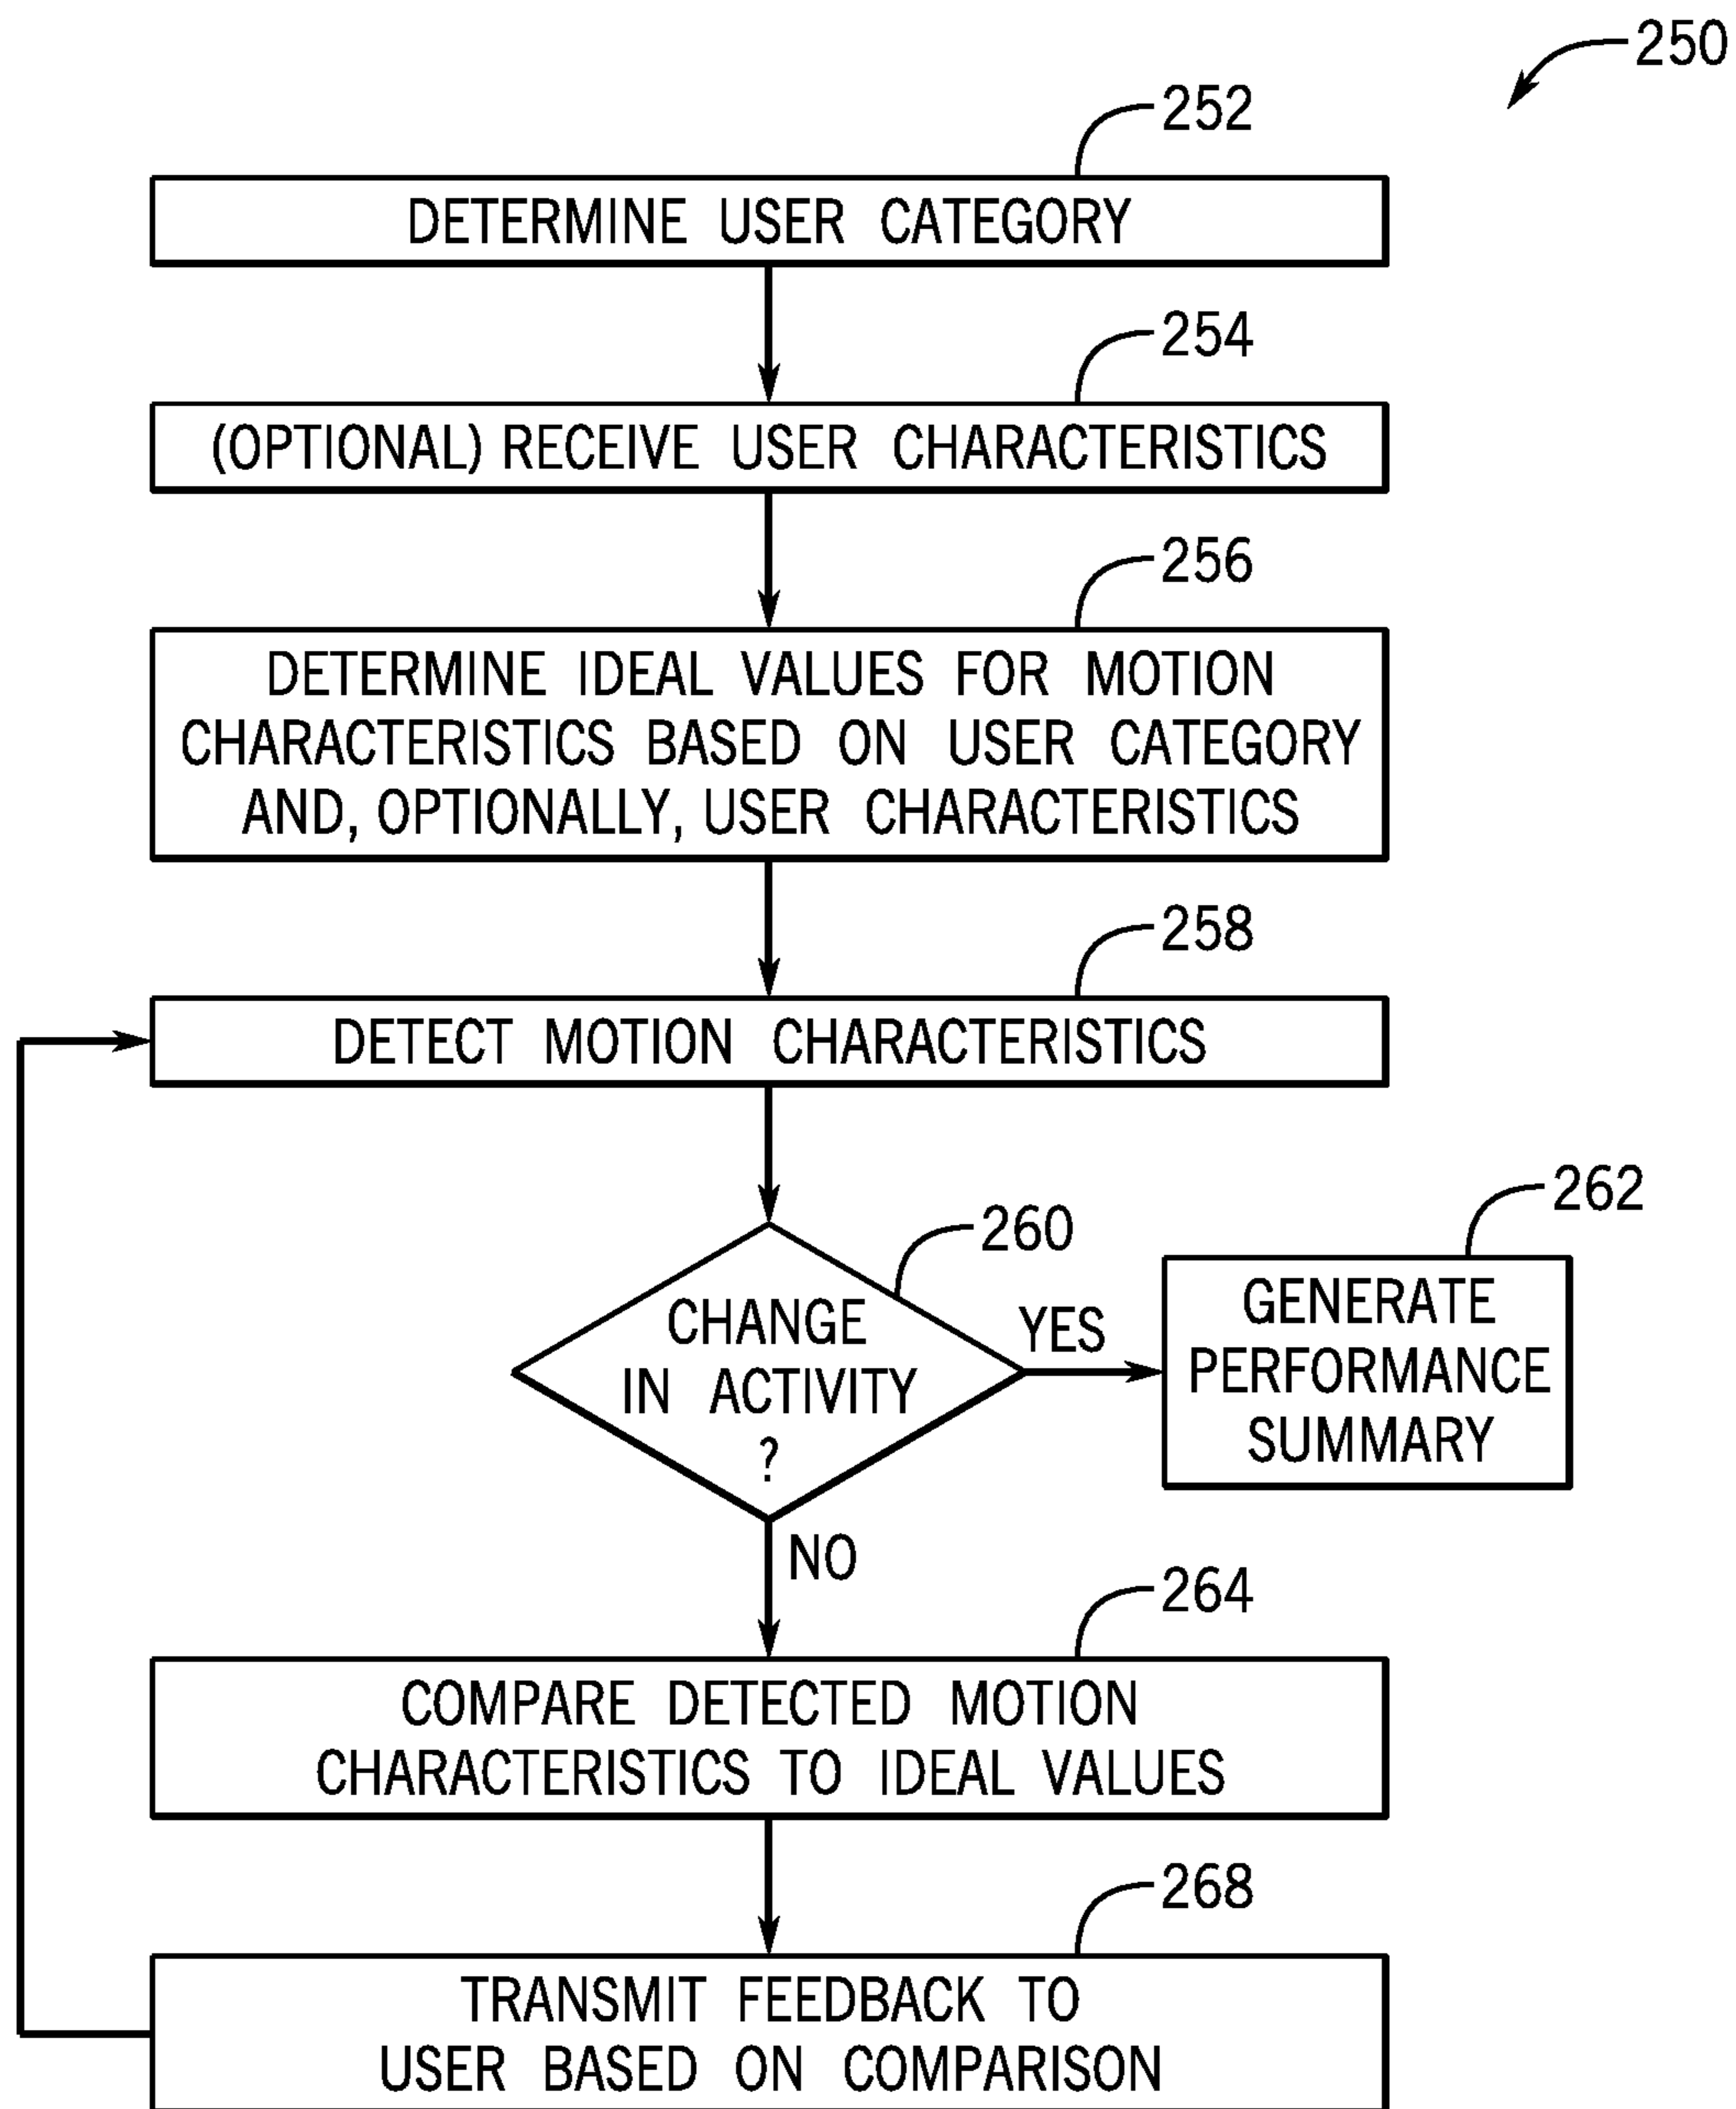 250
252
DETERMINE USER CATEGORY
254
(OPTIONAL) RECEIVE USER CHARACTERISTICS
256
DETERMINE IDEAL VALUES FOR MOTION
CHARACTERISTICS BASED ON USER CATEGORY
AND, OPTIONALLY, USER CHARACTERISTICS
258
DETECT MOTION CHARACTERISTICS
260
CHANGE
IN ACTIVITY
?
YES
262
GENERATE
PERFORMANCE
SUMMARY
NO
264
COMPARE DETECTED MOTION
CHARACTERISTICS TO IDEAL VALUES
268
TRANSMIT FEEDBACK TO
USER BASED ON COMPARISON